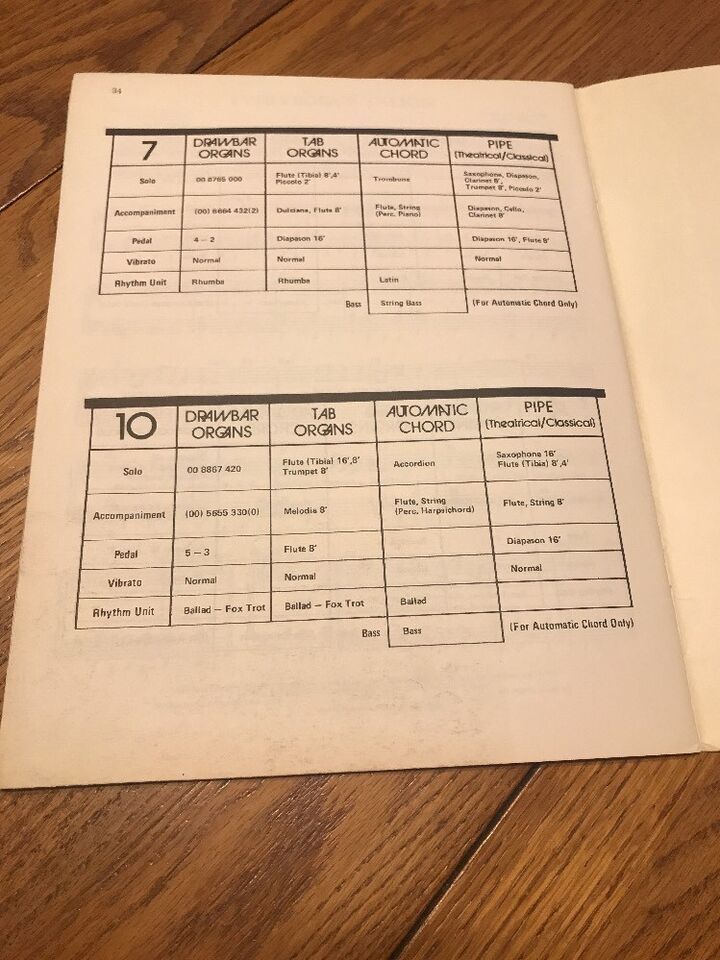 34
7 DRAWBAR ORGANS TAB ORGANS AUTOMATIC CHORD PIPE (Theatrical/Classical)
Solo 00 8765 000 Flute (Tibia) 8',4' Piccolo 2' Trombone Saxophone, Diapason, Clarinet 8', Trumpet 8', Piccolo 2'
Accompaniment (00) 6664 432(2) Dulciana, Flute 8' Flute, String (Perc. Piano) Diapason, Cello, Clarinet 8'
Pedal 4 – 2 Diapason 16' Diapason 16', Flute 8'
Vibrato Normal Normal Normal
Rhythm Unit Rhumba Rhumba Latin
Bass String Bass (For Automatic Chord Only)
10 DRAWBAR ORGANS TAB ORGANS AUTOMATIC CHORD PIPE (Theatrical/Classical)
Solo 00 8867 420 Flute (Tibia) 16',8' Trumpet 8' Accordion Saxophone 16' Flute (Tibia) 8',4'
Accompaniment (00) 5655 330(0) Melodia 8' Flute, String (Perc. Harpsichord) Flute, String 8'
Pedal 5 – 3 Flute 8' Diapason 16'
Vibrato Normal Normal Normal
Rhythm Unit Ballad – Fox Trot Ballad – Fox Trot Ballad
Bass Bass (For Automatic Chord Only)